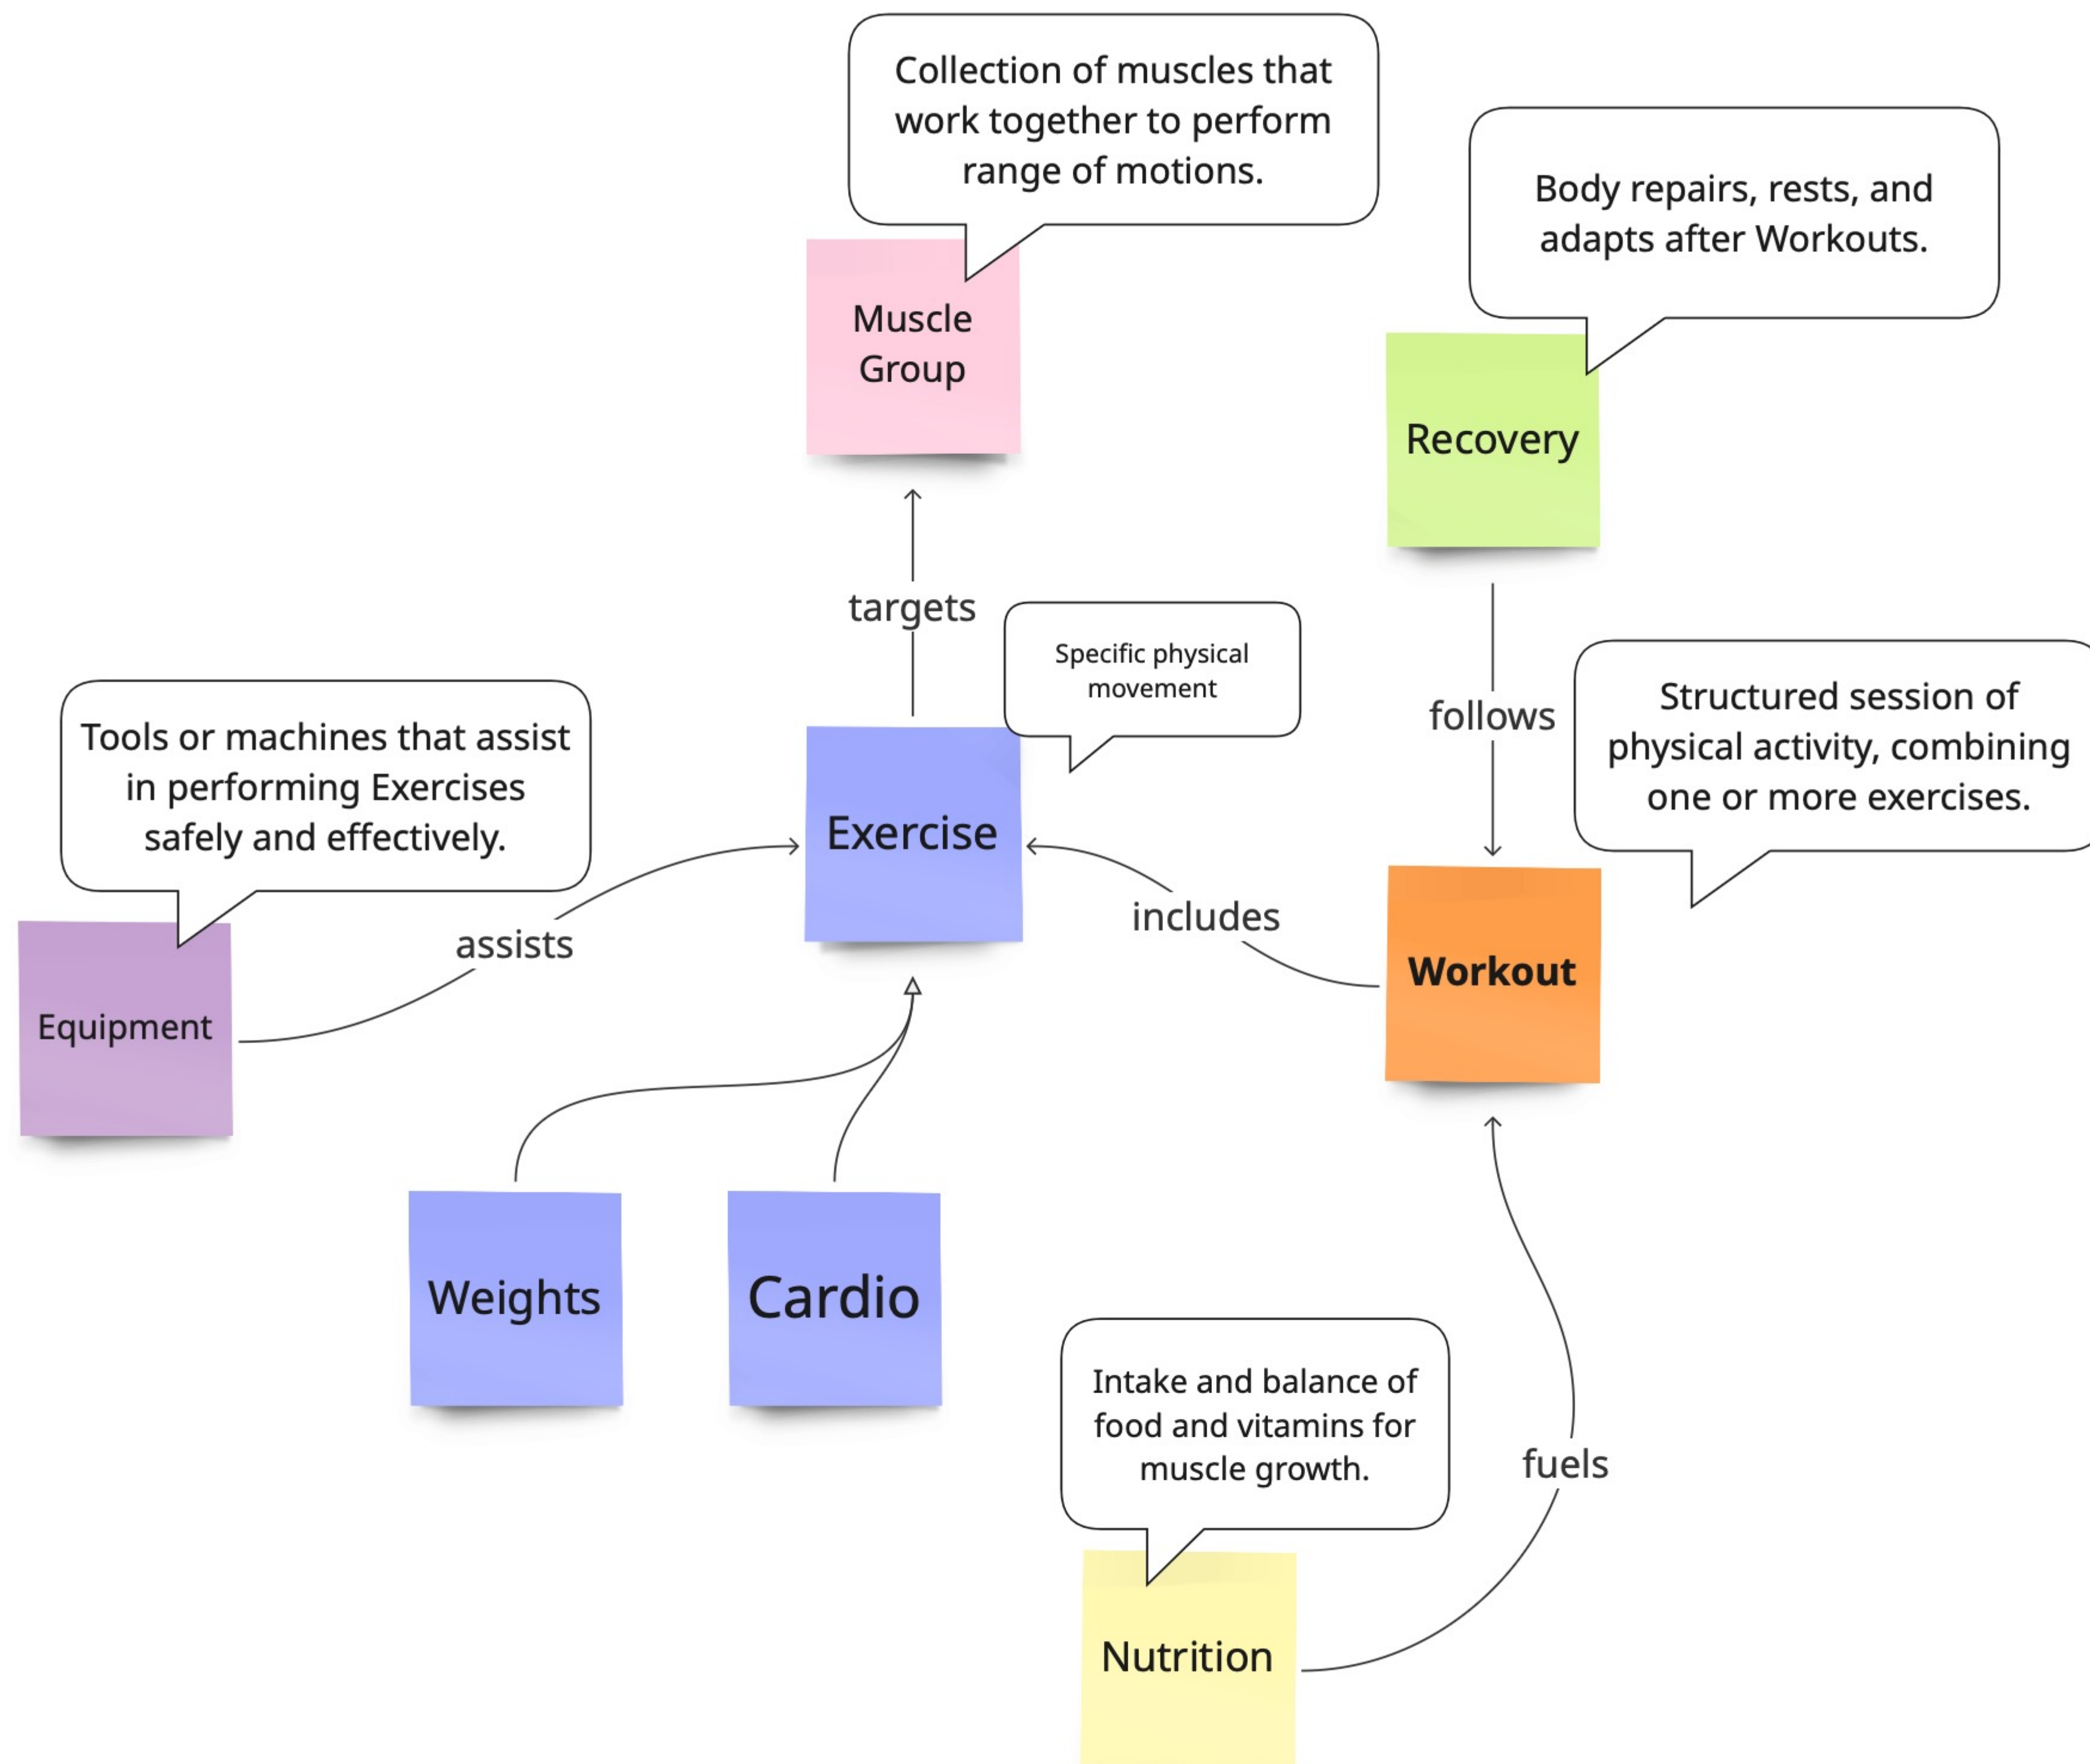 Collection of muscles that
work together to perform
range of motions.
Body repairs, rests, and
adapts after Workouts.
Muscle
Group
Recovery
targets
Specific physical
movement
follows
Structured session of
physical activity, combining
one or more exercises.
Tools or machines that assist
in performing Exercises
safely and effectively.
Exercise
includes
assists
Workout
Equipment
Weights
Cardio
Intake and balance of
food and vitamins for
muscle growth.
fuels
Nutrition